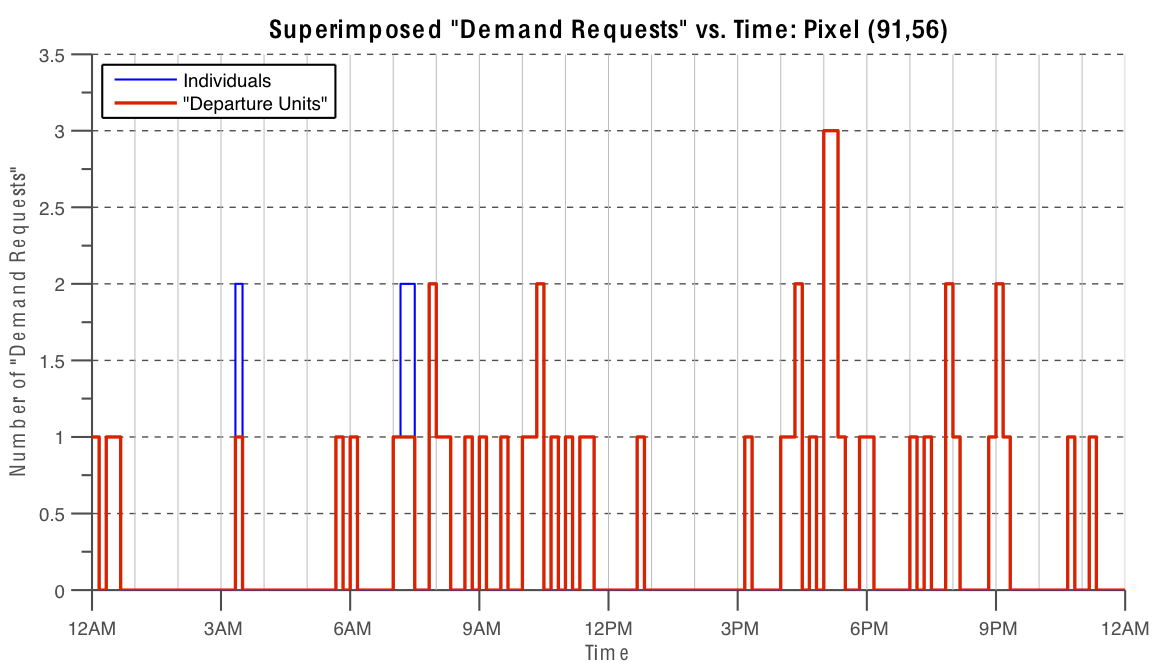 Superimposed "Demand Requests" vs. Time: Pixel (91,56)
Individuals
"Departure Units"
Number of "Demand Requests"
3.5
3
2.5
2
1.5
1
0.5
0
12AM 3AM 6AM 9AM 12PM 3PM 6PM 9PM 12AM
Time